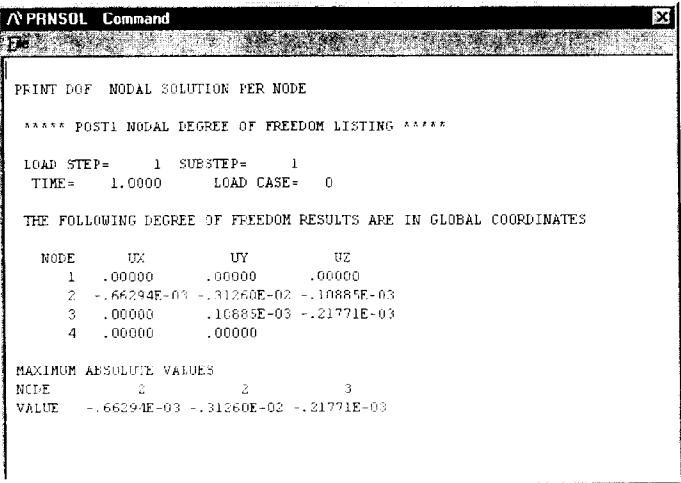 PRNSOL Command
File
PRINT DOF NODAL SOLUTION PER NODE
***** POST1 NODAL DEGREE OF FREEDOM LISTING *****
LOAD STEP= 1 SUBSTEP= 1
TIME= 1.0000 LOAD CASE= 0
THE FOLLOWING DEGREE OF FREEDOM RESULTS ARE IN GLOBAL COORDINATES
NODE UX UY UZ
1 .00000 .00000 .00000
2 -.66294E-03 -.31260E-02 -.10885E-03
3 .00000 .10885E-03 -.21771E-03
4 .00000 .00000
MAXIMUM ABSOLUTE VALUES
NODE 2 2 3
VALUE -.66294E-03 -.31260E-02 -.21771E-03